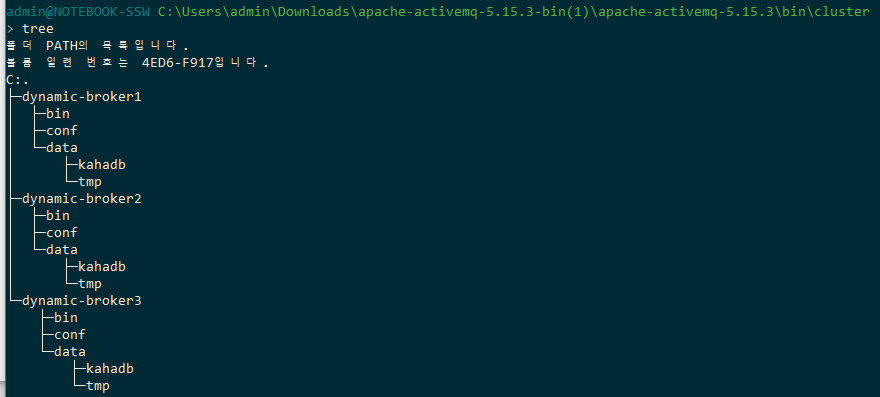 admin@NOTEBOOK-SSW C:\Users\admin\Downloads\apache-activemq-5.15.3-bin(1)\apache-activemq-5.15.3\bin\cluster
> tree
폴더 PATH의 목록입니다.
볼륨 일련 번호는 4ED6-F917입니다.
C:.
├─dynamic-broker1
│  ├─bin
│  ├─conf
│  └─data
│      ├─kahadb
│      └─tmp
├─dynamic-broker2
│  ├─bin
│  ├─conf
│  └─data
│      ├─kahadb
│      └─tmp
└─dynamic-broker3
    ├─bin
    ├─conf
    └─data
        ├─kahadb
        └─tmp